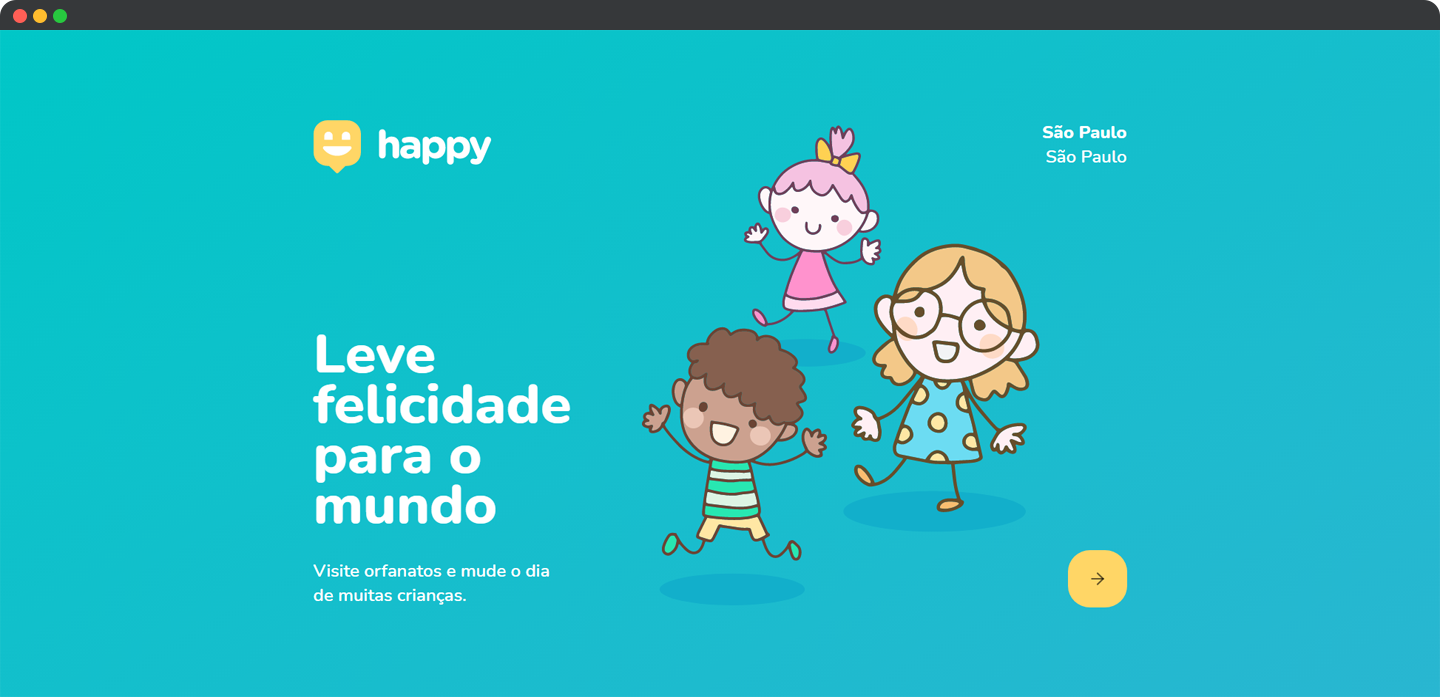 happy
São Paulo
São Paulo
Leve
felicidade
para o
mundo
Visite orfanatos e mude o dia
de muitas crianças.